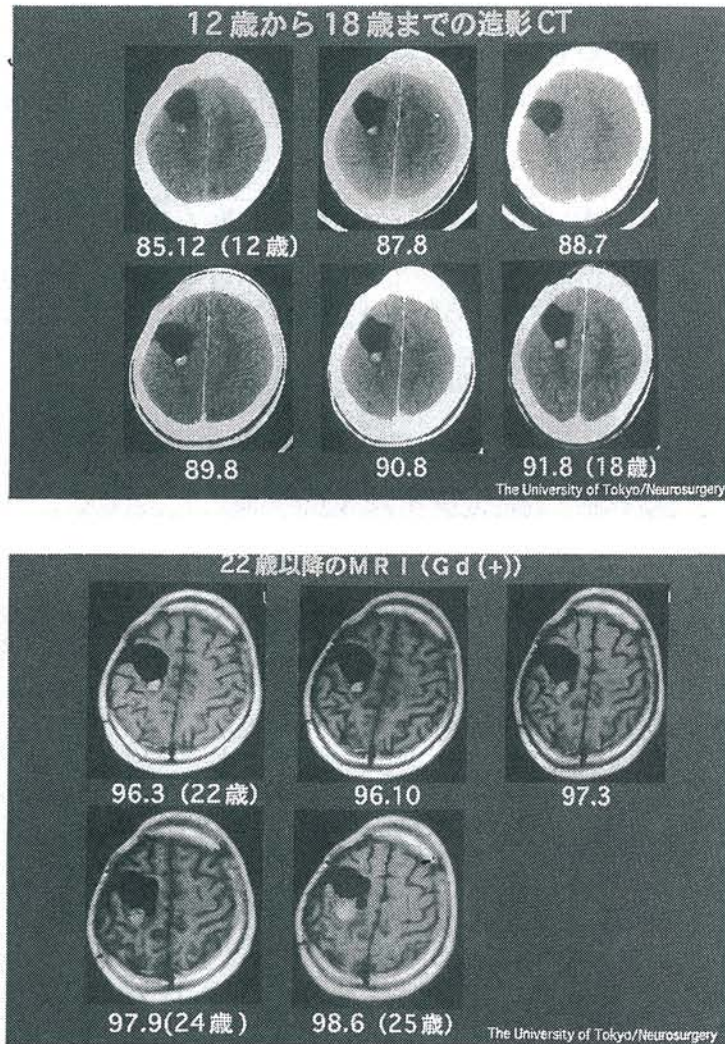 12歳から18歳までの造影CT
85.12 (12歳) 87.8 88.7
89.8 90.8 91.8 (18歳)
The University of Tokyo/Neurosurgery
22歳以降のMRI (Gd(+))
96.3 (22歳) 96.10 97.3
97.9(24歳) 98.6 (25歳)
The University of Tokyo/Neurosurgery